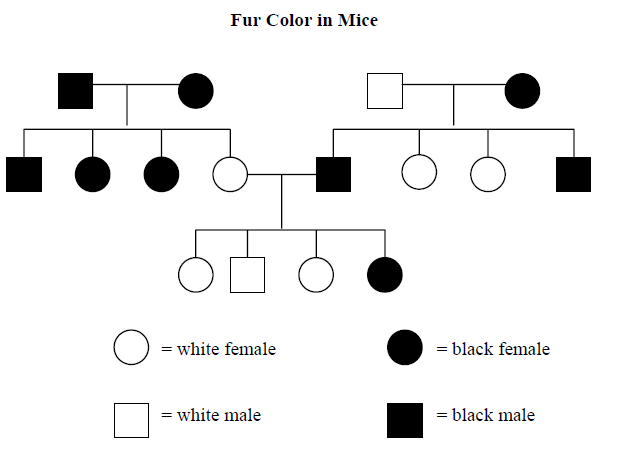 Fur Color in Mice
= white female
= black female
= white male
= black male